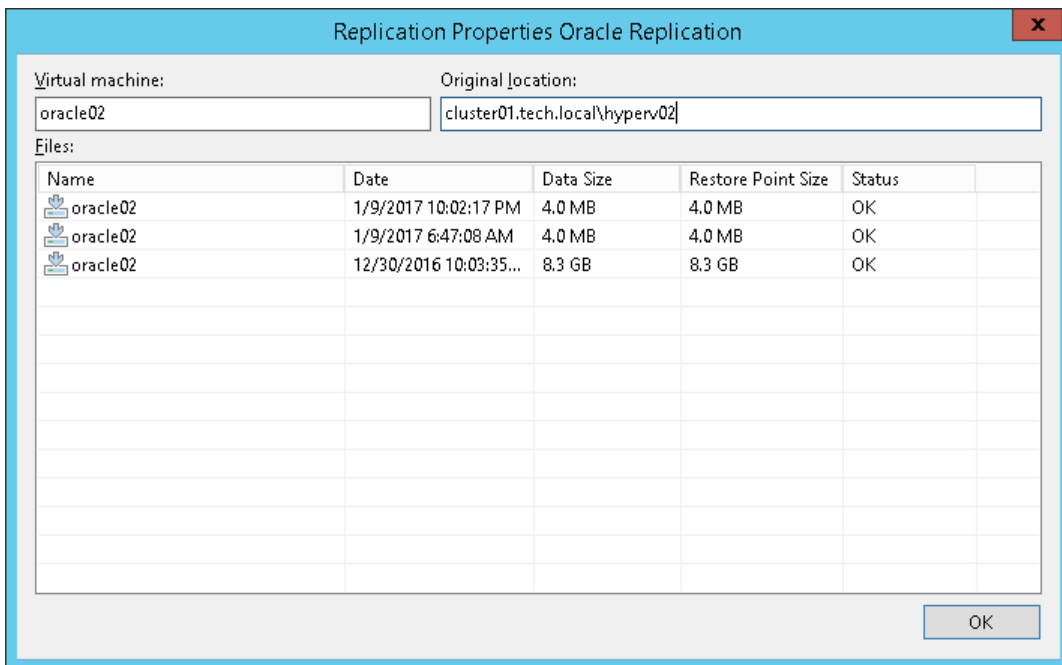 Replication Properties Oracle Replication
x
Virtual machine: Original location:
oracle02 cluster01.tech.local\hyperv02
Files:
Name Date Data Size Restore Point Size Status
oracle02 1/9/2017 10:02:17 PM 4.0 MB 4.0 MB OK
oracle02 1/9/2017 6:47:08 AM 4.0 MB 4.0 MB OK
oracle02 12/30/2016 10:03:35... 8.3 GB 8.3 GB OK
OK